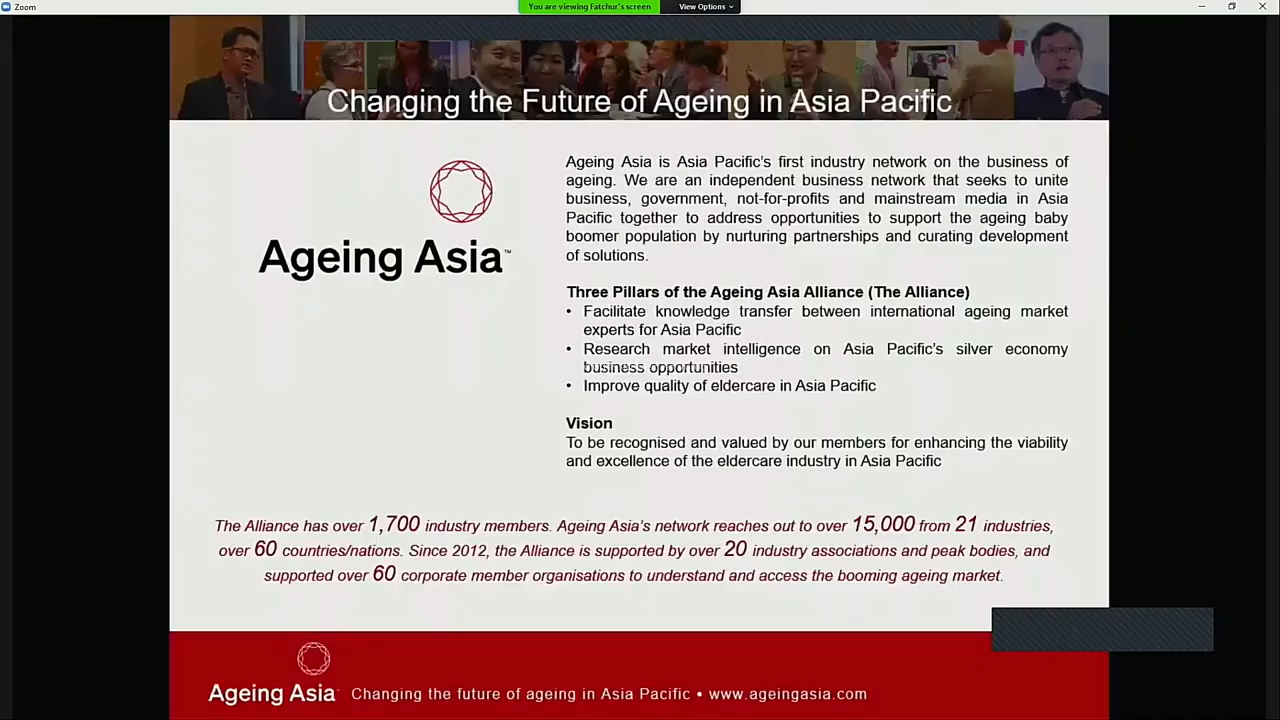 Zoom
You are viewing Fatchur's screen
View Options
Changing the Future of Ageing in Asia Pacific
Ageing Asia™
Ageing Asia is Asia Pacific's first industry network on the business of
ageing. We are an independent business network that seeks to unite
business, government, not-for-profits and mainstream media in Asia
Pacific together to address opportunities to support the ageing baby
boomer population by nurturing partnerships and curating development
of solutions.
Three Pillars of the Ageing Asia Alliance (The Alliance)
• Facilitate knowledge transfer between international ageing market
experts for Asia Pacific
• Research market intelligence on Asia Pacific's silver economy
business opportunities
• Improve quality of eldercare in Asia Pacific
Vision
To be recognised and valued by our members for enhancing the viability
and excellence of the eldercare industry in Asia Pacific
The Alliance has over 1,700 industry members. Ageing Asia's network reaches out to over 15,000 from 21 industries,
over 60 countries/nations. Since 2012, the Alliance is supported by over 20 industry associations and peak bodies, and
supported over 60 corporate member organisations to understand and access the booming ageing market.
Ageing Asia Changing the future of ageing in Asia Pacific • www.ageingasia.com